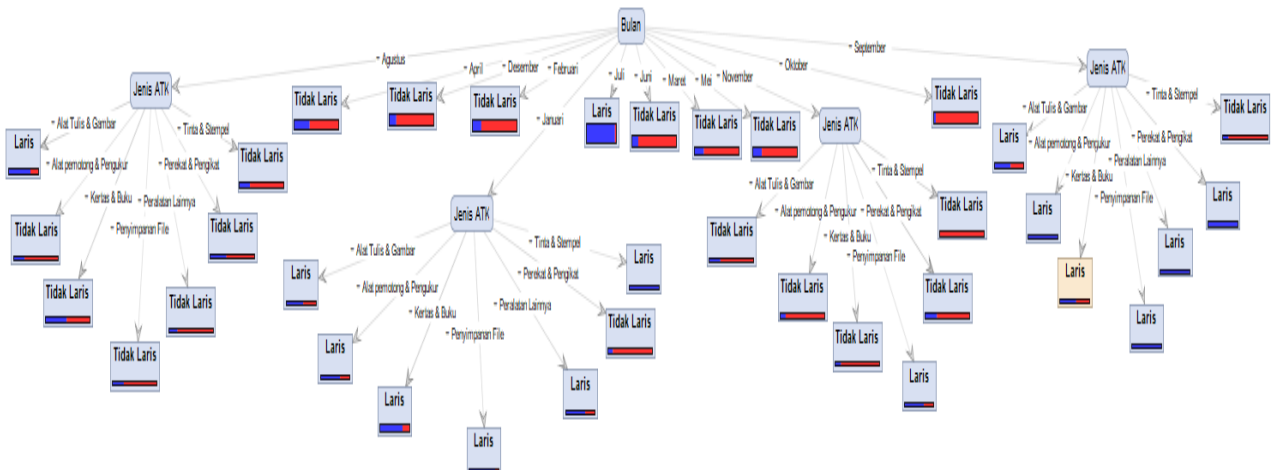 Bulan
Agustus
April
Desember
Februari
Januari
Juli
Juni
Maret
Mei
November
Oktober
September
Jenis ATK
Alat Tulis & Gambar
Laris
Alat pemotong & Pengukur
Tidak Laris
Kertas & Buku
Tidak Laris
Penyimpanan File
Tidak Laris
Peralatan Lainnya
Tidak Laris
Perekat & Pengikat
Tidak Laris
Tinta & Stempel
Tidak Laris
Tidak Laris
Tidak Laris
Tidak Laris
Jenis ATK
Alat Tulis & Gambar
Laris
Alat pemotong & Pengukur
Laris
Kertas & Buku
Laris
Penyimpanan File
Laris
Peralatan Lainnya
Laris
Perekat & Pengikat
Tidak Laris
Tinta & Stempel
Laris
Laris
Tidak Laris
Tidak Laris
Tidak Laris
Jenis ATK
Alat Tulis & Gambar
Tidak Laris
Alat pemotong & Pengukur
Tidak Laris
Kertas & Buku
Tidak Laris
Penyimpanan File
Laris
Perekat & Pengikat
Tidak Laris
Tinta & Stempel
Tidak Laris
Tidak Laris
Jenis ATK
Alat Tulis & Gambar
Laris
Alat pemotong & Pengukur
Laris
Kertas & Buku
Laris
Penyimpanan File
Laris
Peralatan Lainnya
Laris
Perekat & Pengikat
Laris
Tinta & Stempel
Tidak Laris